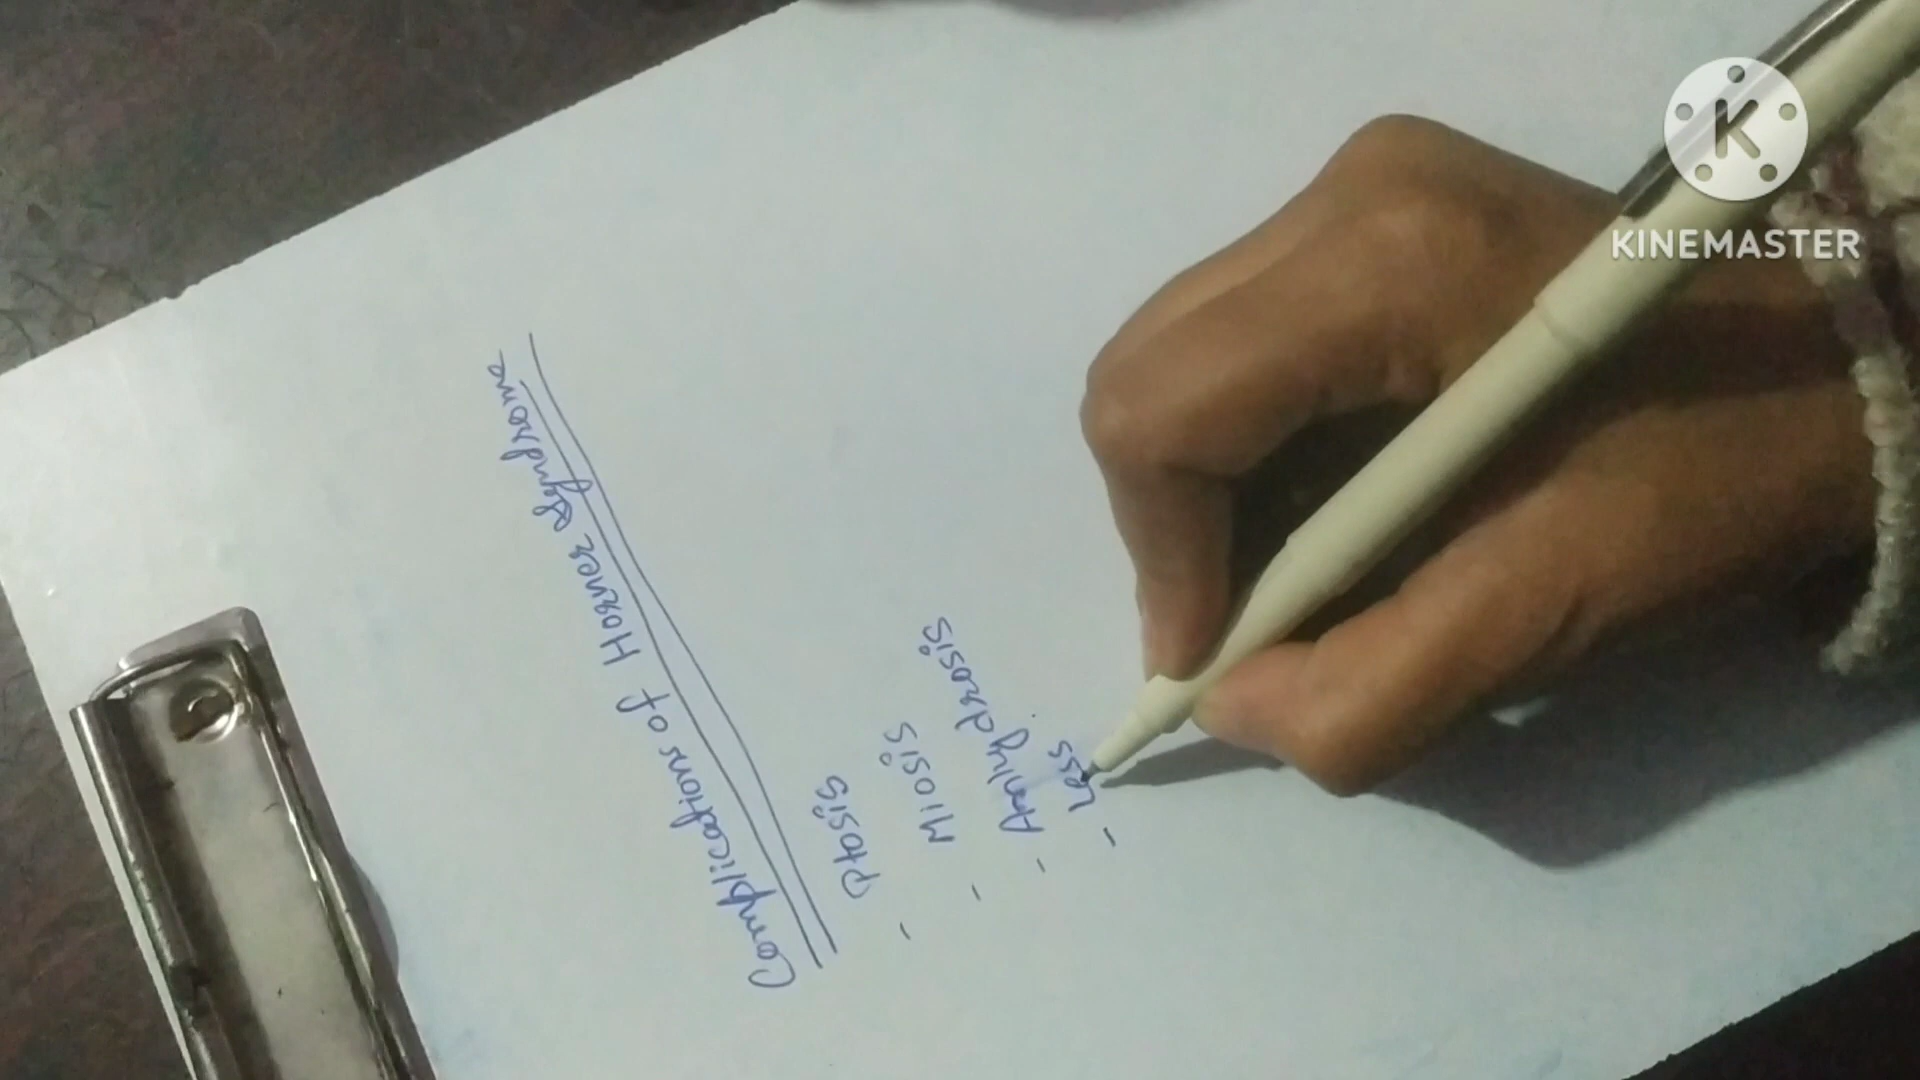 Complications of Horner syndrome
- Ptosis
- Miosis
- Anhydrosis
- Less
K
KINEMASTER